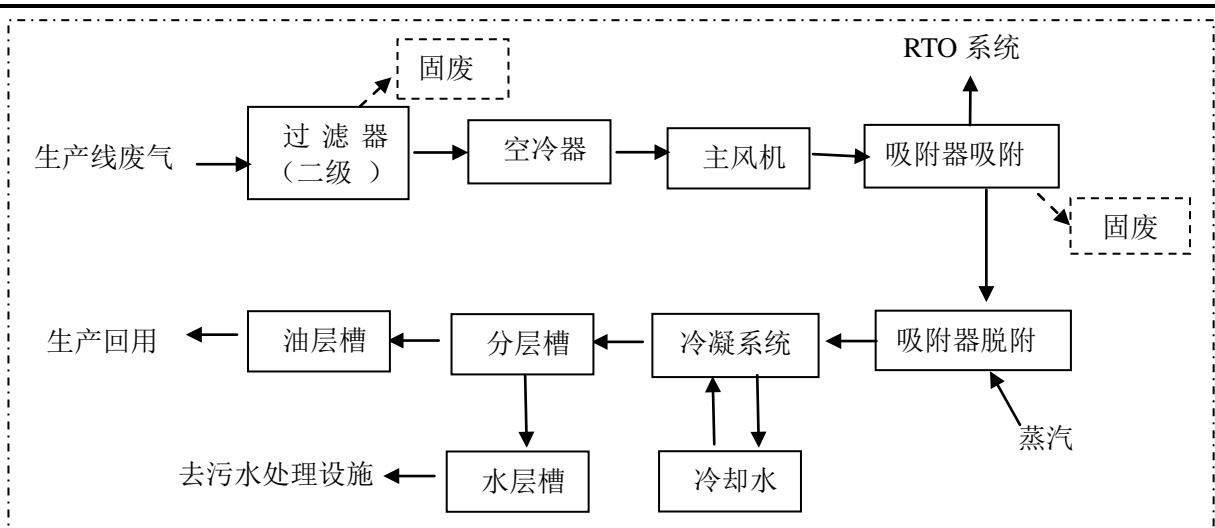 RTO 系统
固废
生产线废气
过 滤 器
（二级 ）
空冷器
主风机
吸附器吸附
固废
生产回用
油层槽
分层槽
冷凝系统
吸附器脱附
蒸汽
去污水处理设施
水层槽
冷却水